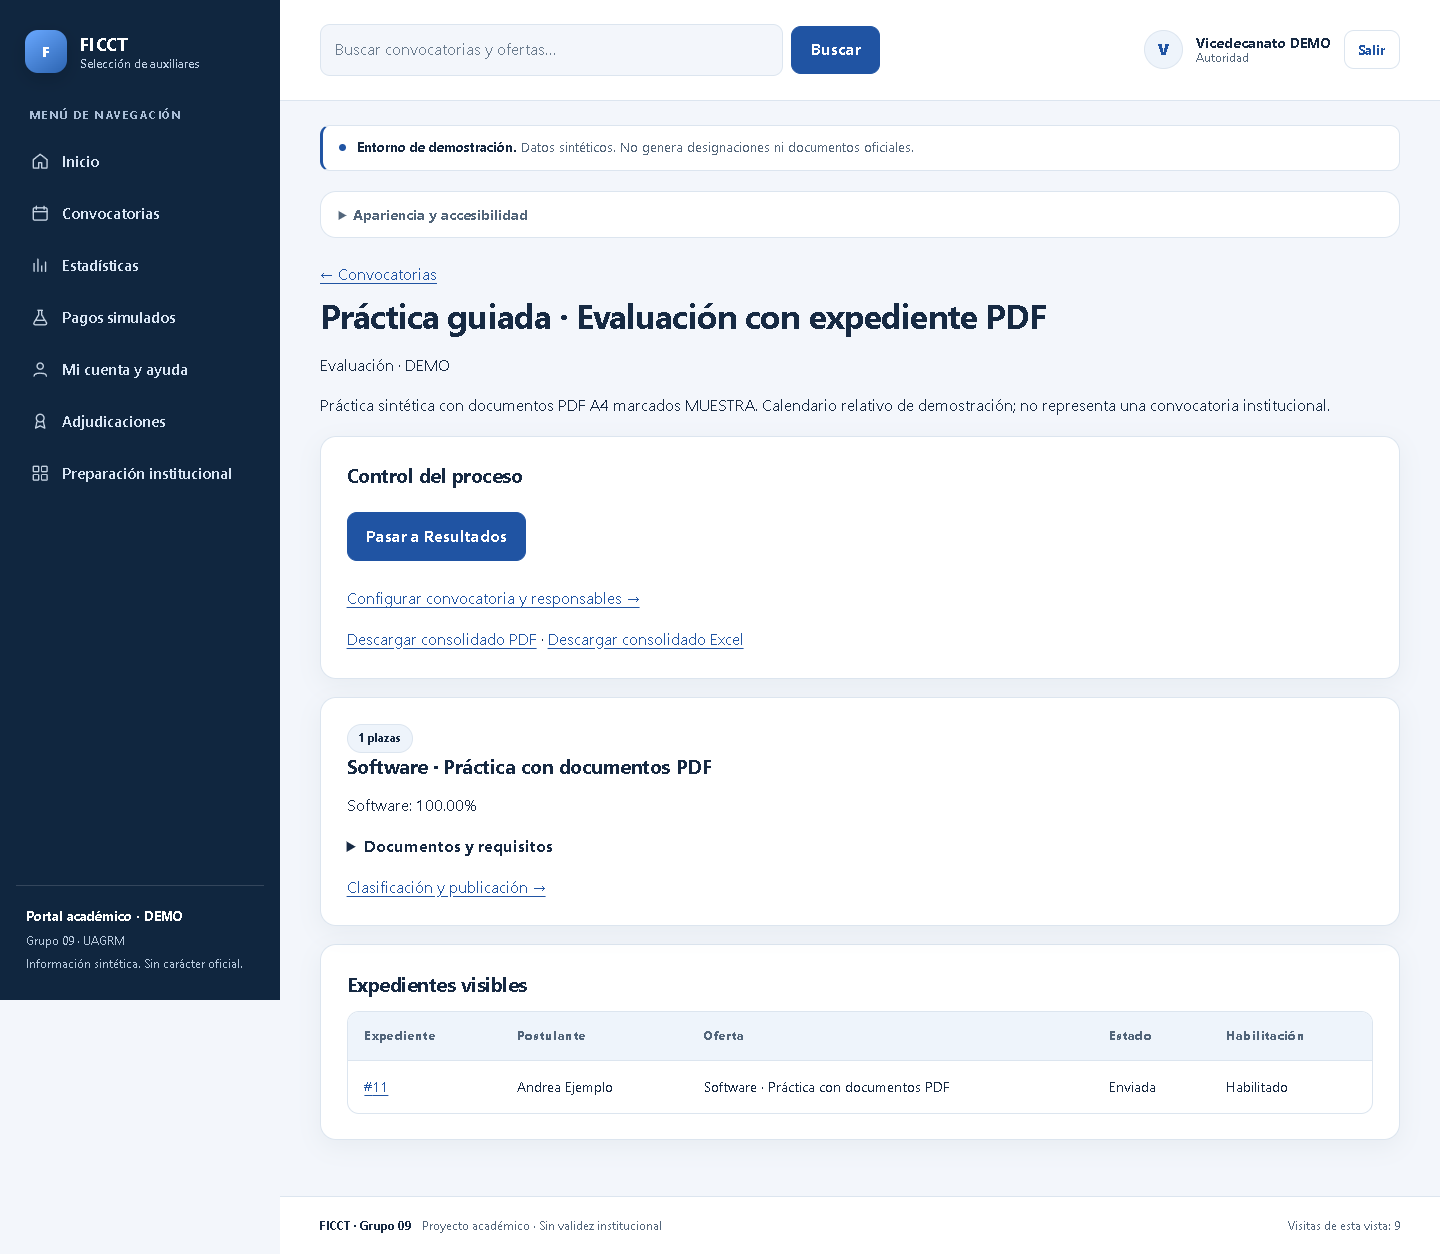 F
FICCT
Selección de auxiliares
MENÚ DE NAVEGACIÓN
Inicio
Convocatorias
Estadísticas
Pagos simulados
Mi cuenta y ayuda
Adjudicaciones
Preparación institucional
Portal académico · DEMO
Grupo 09 · UAGRM
Información sintética. Sin carácter oficial.
Buscar convocatorias y ofertas...
Buscar
V
Vicedecanato DEMO
Autoridad
Salir
Entorno de demostración. Datos sintéticos. No genera designaciones ni documentos oficiales.
▶ Apariencia y accesibilidad
← Convocatorias
Práctica guiada · Evaluación con expediente PDF
Evaluación · DEMO
Práctica sintética con documentos PDF A4 marcados MUESTRA. Calendario relativo de demostración; no representa una convocatoria institucional.
Control del proceso
Pasar a Resultados
Configurar convocatoria y responsables →
Descargar consolidado PDF · Descargar consolidado Excel
1 plazas
Software · Práctica con documentos PDF
Software: 100.00%
▶ Documentos y requisitos
Clasificación y publicación →
Expedientes visibles
Expediente Postulante Oferta Estado Habilitación
#11 Andrea Ejemplo Software · Práctica con documentos PDF Enviada Habilitado
FICCT · Grupo 09 Proyecto académico · Sin validez institucional
Visitas de esta vista: 9